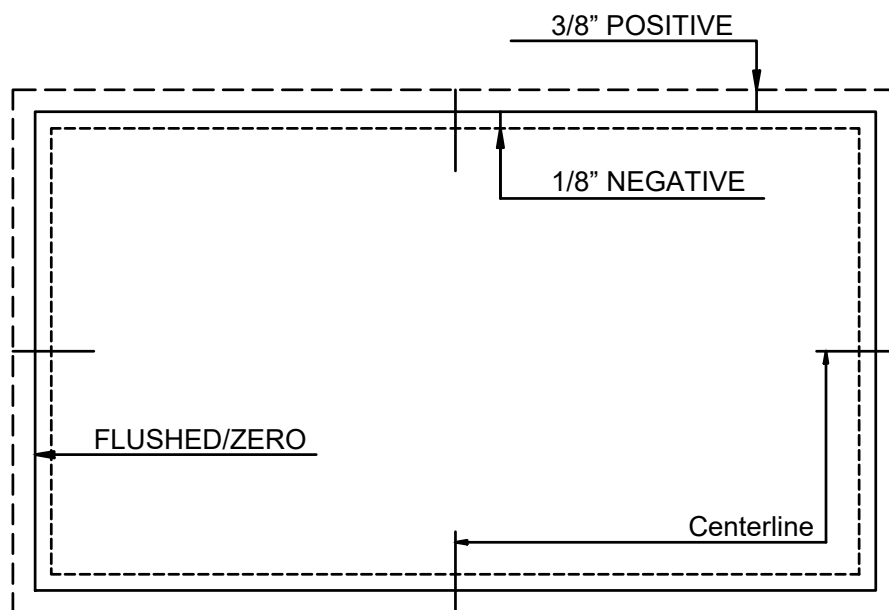 3/8” POSITIVE
1/8” NEGATIVE
FLUSHED/ZERO
Centerline